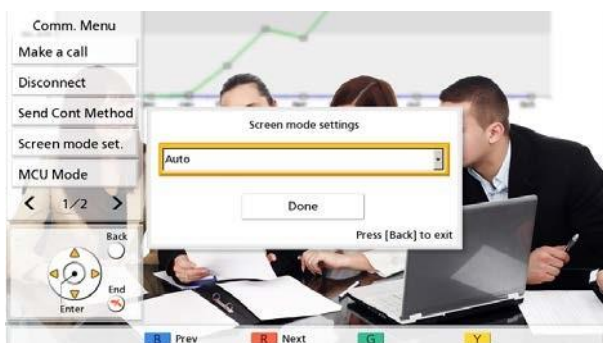 Comm. Menu
Make a call
Disconnect
Send Cont Method
Screen mode set.
MCU Mode
< 1/2 >
Back
End
Enter
Screen mode settings
Auto
Done
Press [Back] to exit
B Prev R Next G Y